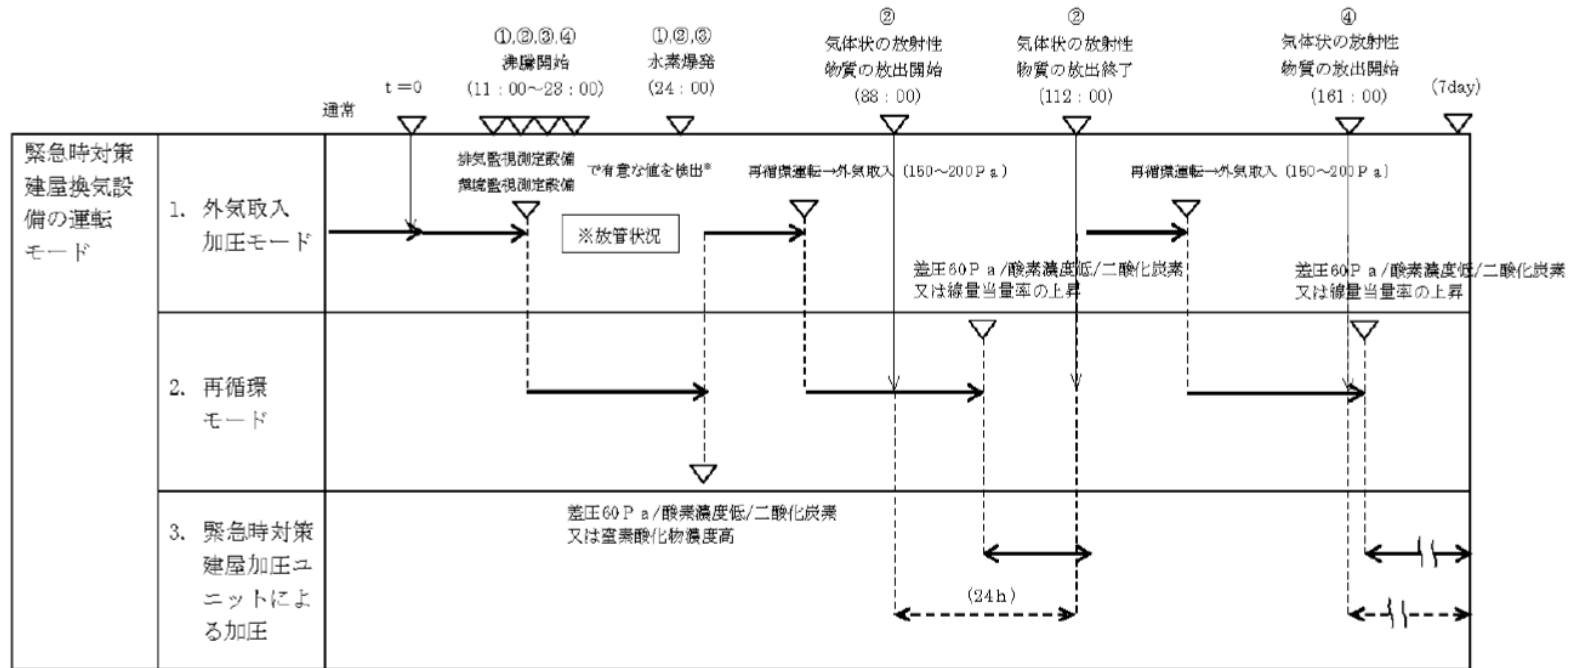 通常
t=0
①,②,③,④
沸騰開始
(11：00～23：00)
①,②,③
水素爆発
(24：00)
②
気体状の放射性
物質の放出開始
(88：00)
②
気体状の放射性
物質の放出終了
(112：00)
④
気体状の放射性
物質の放出開始
(161：00)
(7day)
緊急時対策
建屋換気設
備の運転
モード
1. 外気取入
加圧モード
排気監視測定設備
環境監視測定設備
で有意な値を検出※
※放管状況
再循環運転→外気取入 (150～200Ｐａ)
再循環運転→外気取入 (150～200Ｐａ)
差圧60Ｐａ/酸素濃度低/二酸化炭素
又は線量当量率の上昇
差圧60Ｐａ/酸素濃度低/二酸化炭素
又は線量当量率の上昇
2. 再循環
モード
3. 緊急時対策
建屋加圧ユ
ニットによ
る加圧
差圧60Ｐａ/酸素濃度低/二酸化炭素
又は窒素酸化物濃度高
(24h)